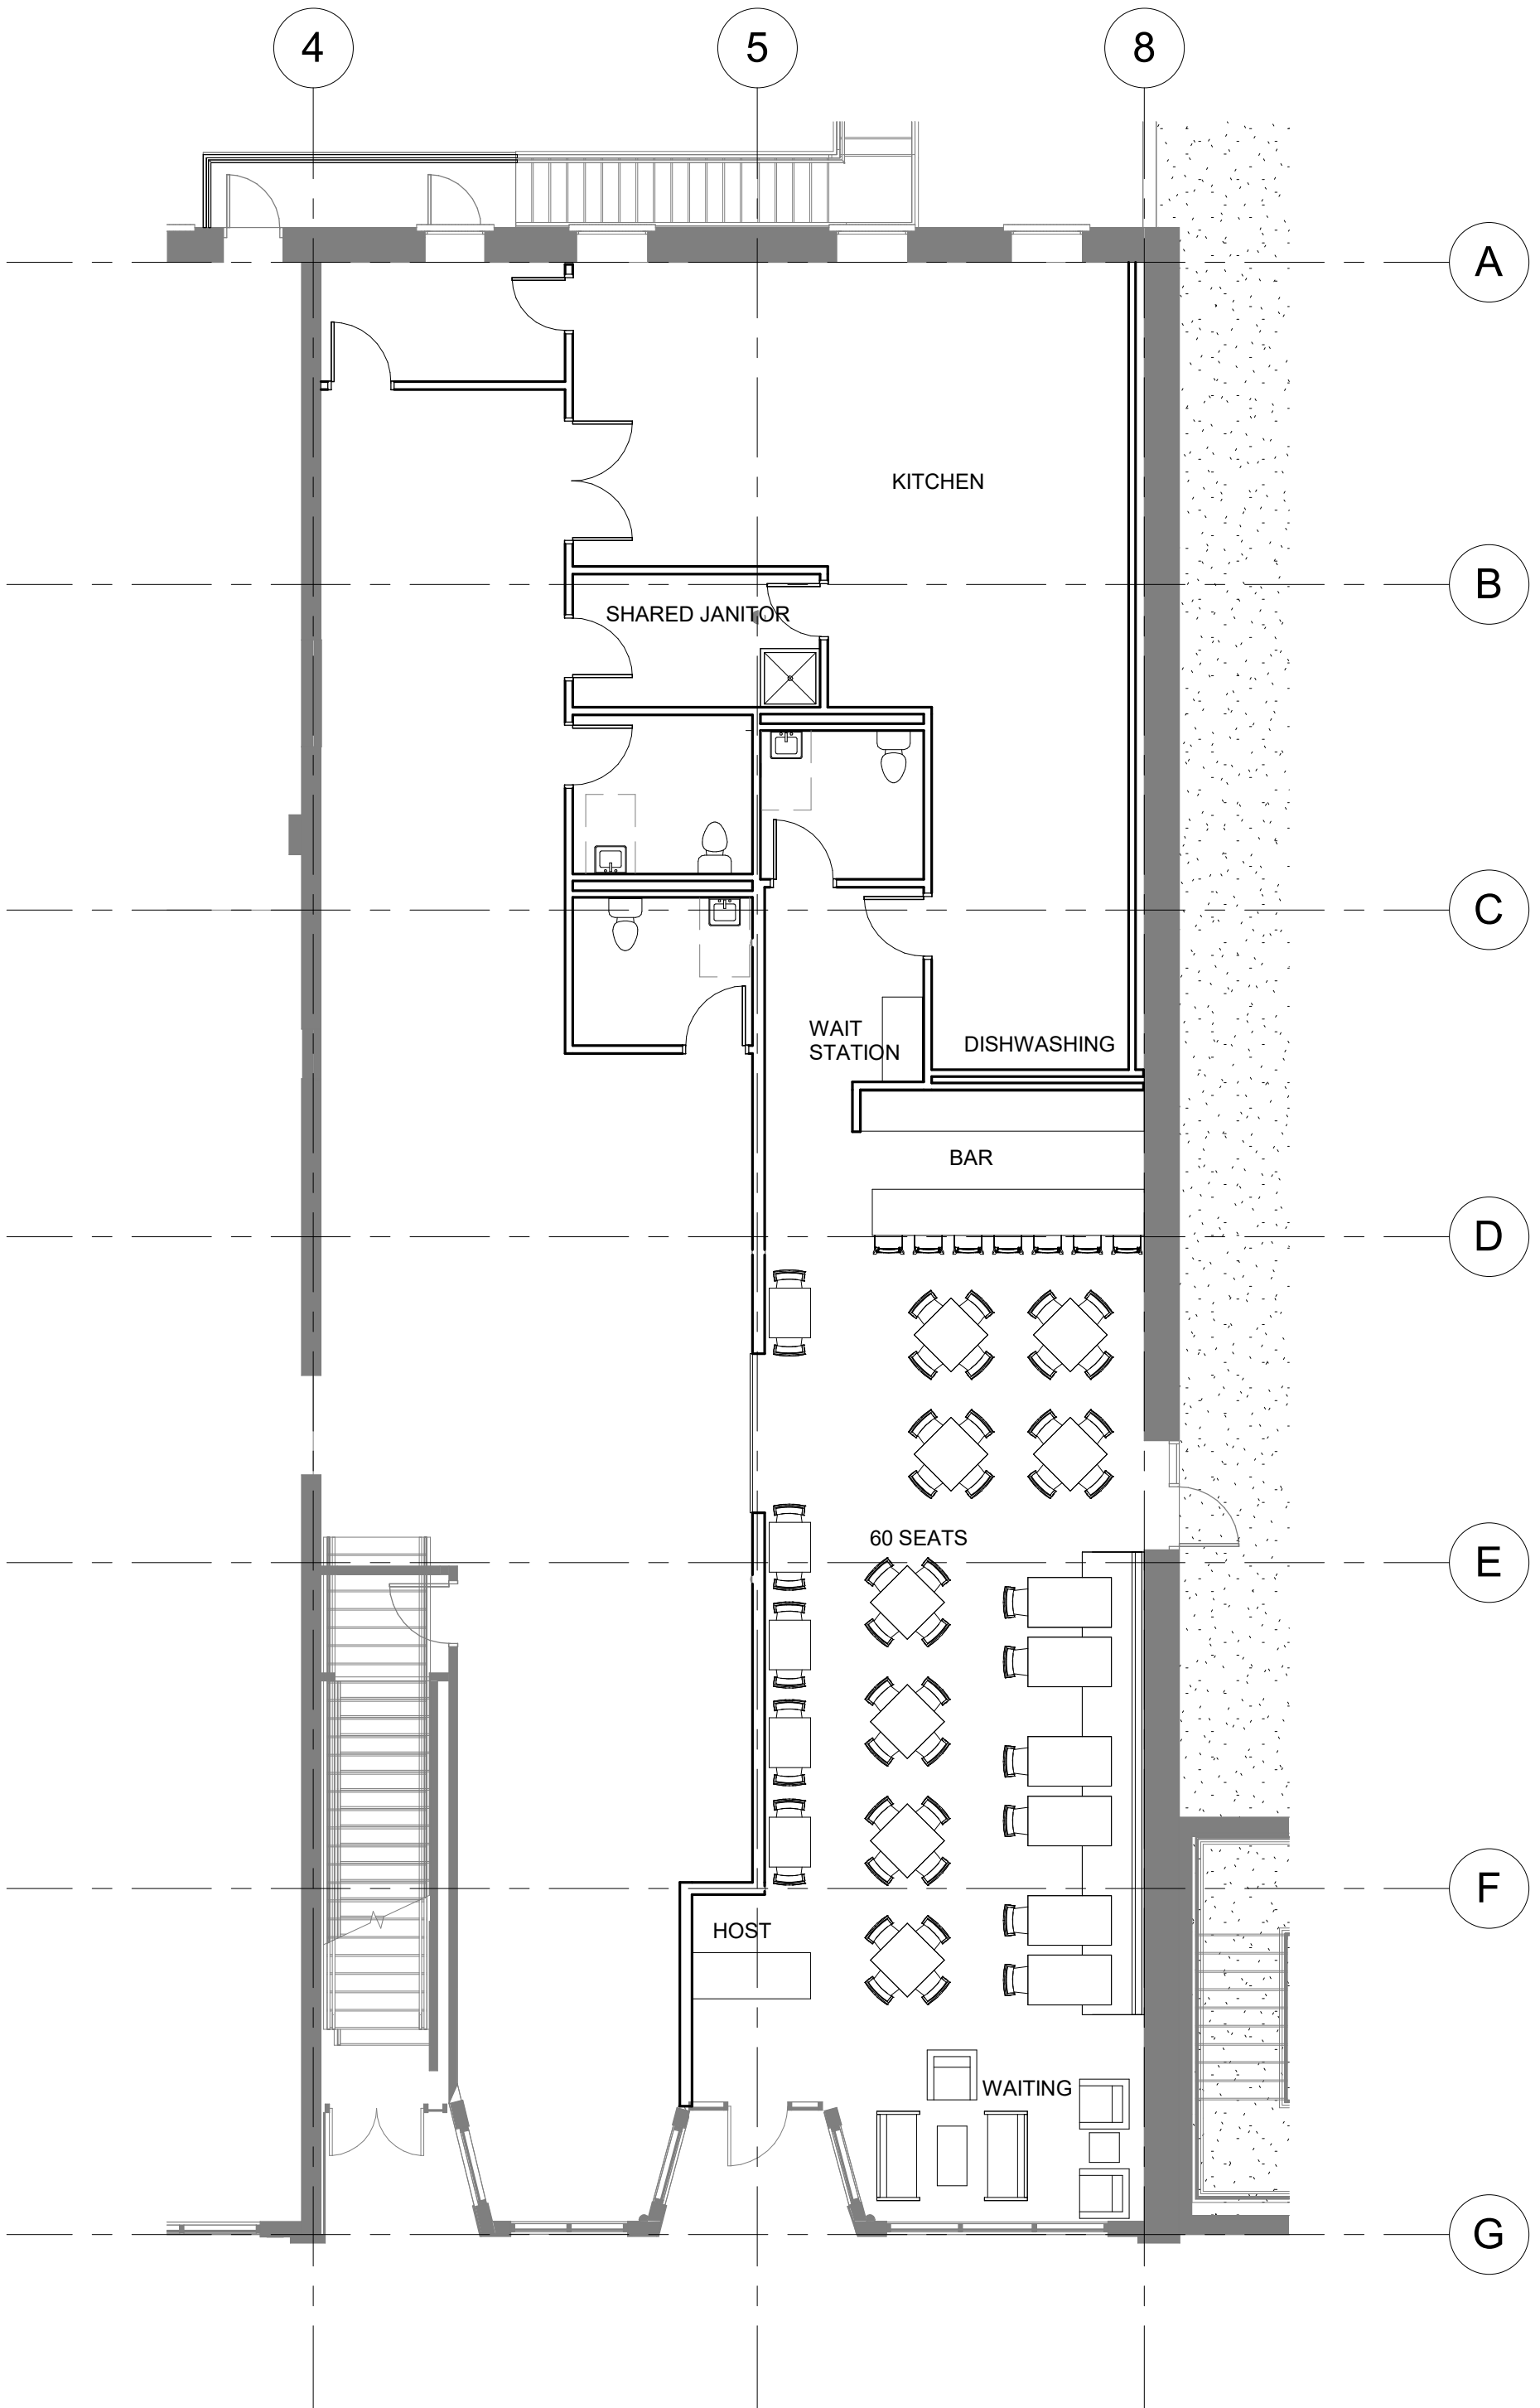 4
5
8
A
KITCHEN
B
SHARED JANITOR
C
WAIT
STATION
DISHWASHING
BAR
D
60 SEATS
E
F
HOST
WAITING
G